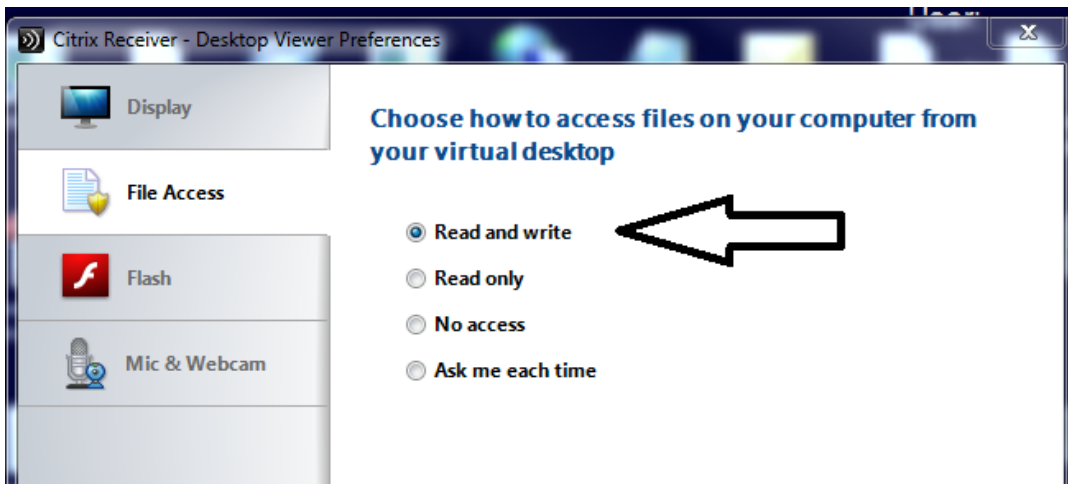 User:
Citrix Receiver - Desktop Viewer Preferences
Display
Choose how to access files on your computer from
your virtual desktop
File Access
Read and write
Flash
Read only
No access
Mic & Webcam
Ask me each time